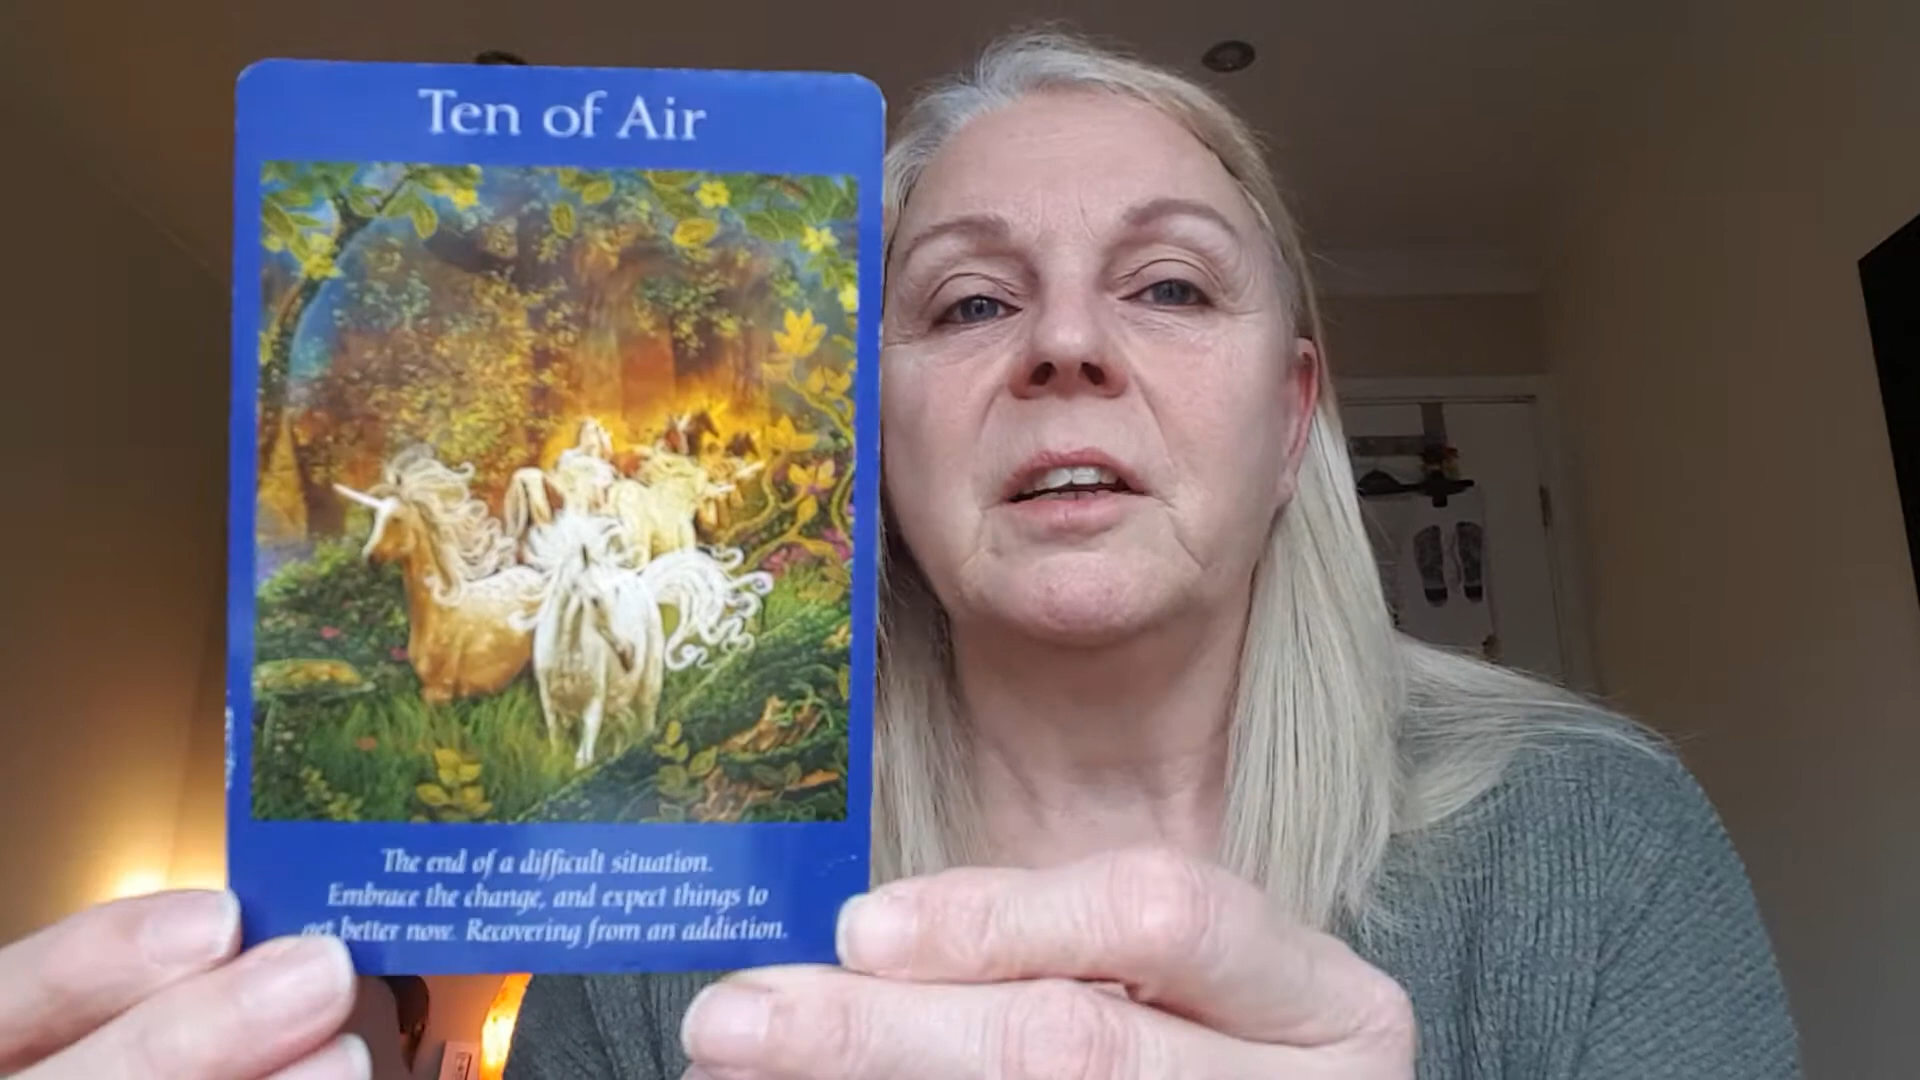 Ten of Air
The end of a difficult situation.
Embrace the change, and expect things to
get better now. Recovering from an addiction.